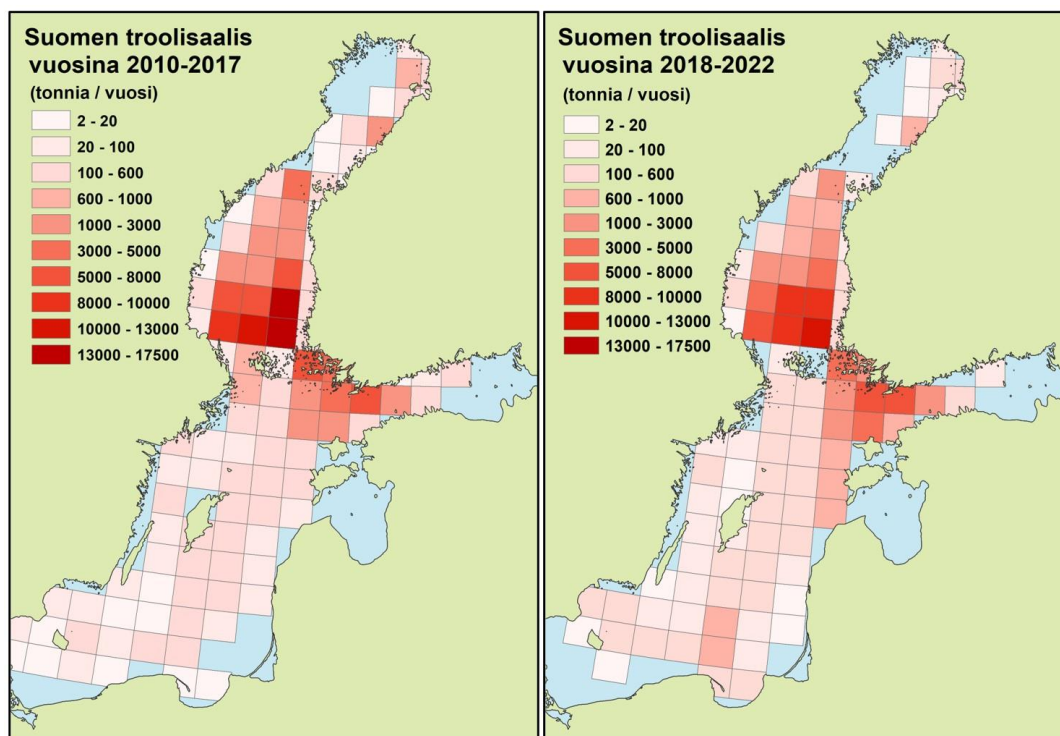 Suomen troolisaalis
vuosina 2010-2017
(tonnia / vuosi)
2 - 20
20 - 100
100 - 600
600 - 1000
1000 - 3000
3000 - 5000
5000 - 8000
8000 - 10000
10000 - 13000
13000 - 17500
Suomen troolisaalis
vuosina 2018-2022
(tonnia / vuosi)
2 - 20
20 - 100
100 - 600
600 - 1000
1000 - 3000
3000 - 5000
5000 - 8000
8000 - 10000
10000 - 13000
13000 - 17500